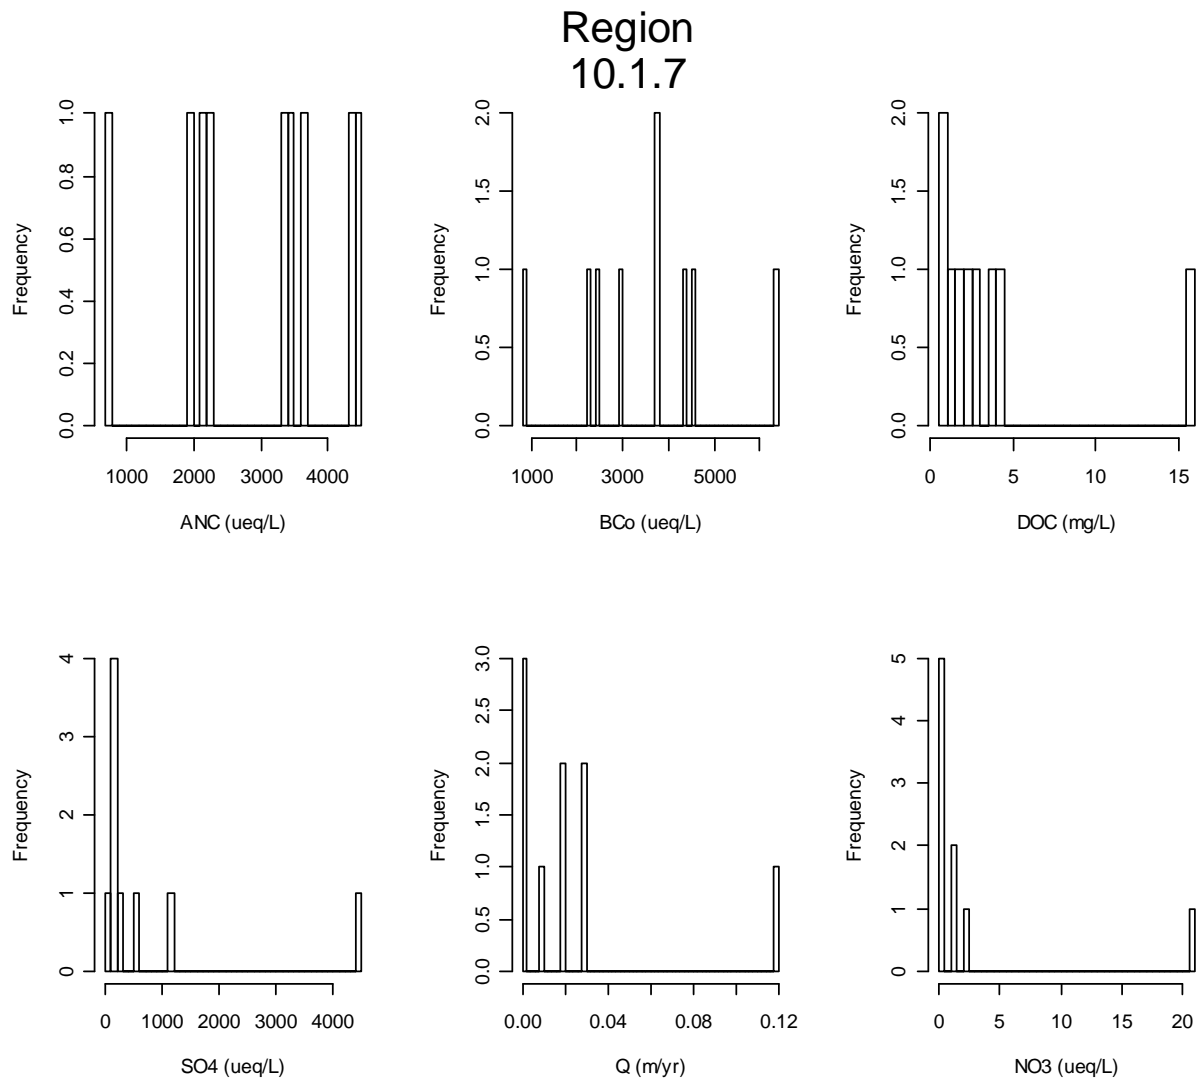 Region
10.1.7
Frequency
0.0 0.2 0.4 0.6 0.8 1.0
1000 2000 3000 4000
ANC (ueq/L)
Frequency
0.0 0.5 1.0 1.5 2.0
1000 3000 5000
BCo (ueq/L)
Frequency
0.0 0.5 1.0 1.5 2.0
0 5 10 15
DOC (mg/L)
Frequency
0 1 2 3 4
0 1000 2000 3000 4000
SO4 (ueq/L)
Frequency
0.0 0.5 1.0 1.5 2.0 2.5 3.0
0.00 0.04 0.08 0.12
Q (m/yr)
Frequency
0 1 2 3 4 5
0 5 10 15 20
NO3 (ueq/L)